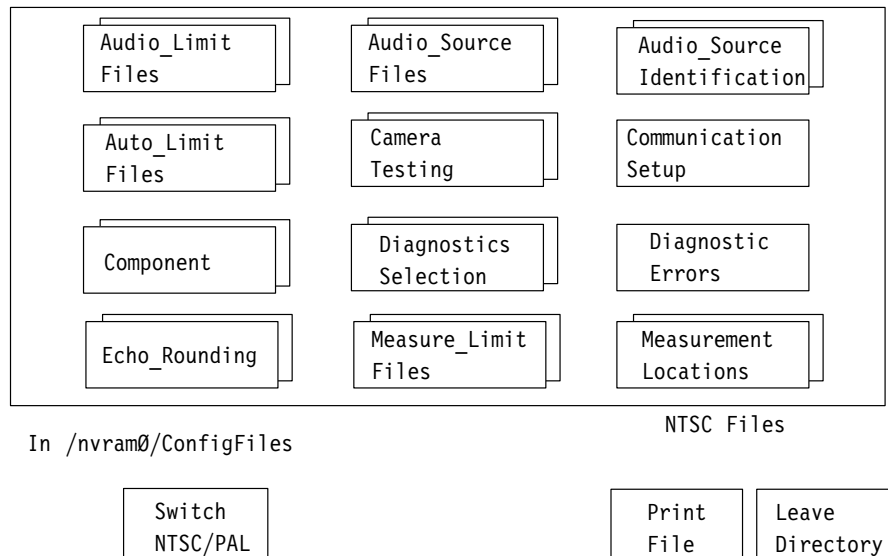 Audio_Limit
Files
Audio_Source
Files
Audio_Source
Identification
Auto_Limit
Files
Camera
Testing
Communication
Setup
Component
Diagnostics
Selection
Diagnostic
Errors
Echo_Rounding
Measure_Limit
Files
Measurement
Locations
NTSC Files
In /nvramØ/ConfigFiles
Switch
NTSC/PAL
Print
File
Leave
Directory